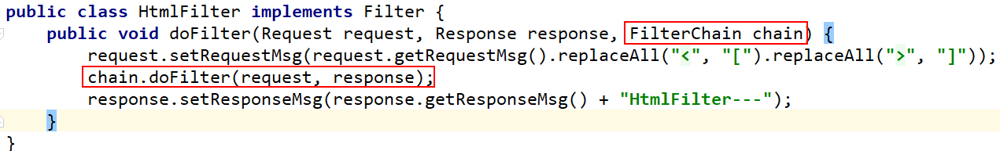 public class HtmlFilter implements Filter {
    public void doFilter(Request request, Response response, FilterChain chain) {
        request.setRequestMsg(request.getRequestMsg().replaceAll("<", "[").replaceAll(">", "]"));
        chain.doFilter(request, response);
        response.setResponseMsg(response.getResponseMsg() + "HtmlFilter---");
    }
}